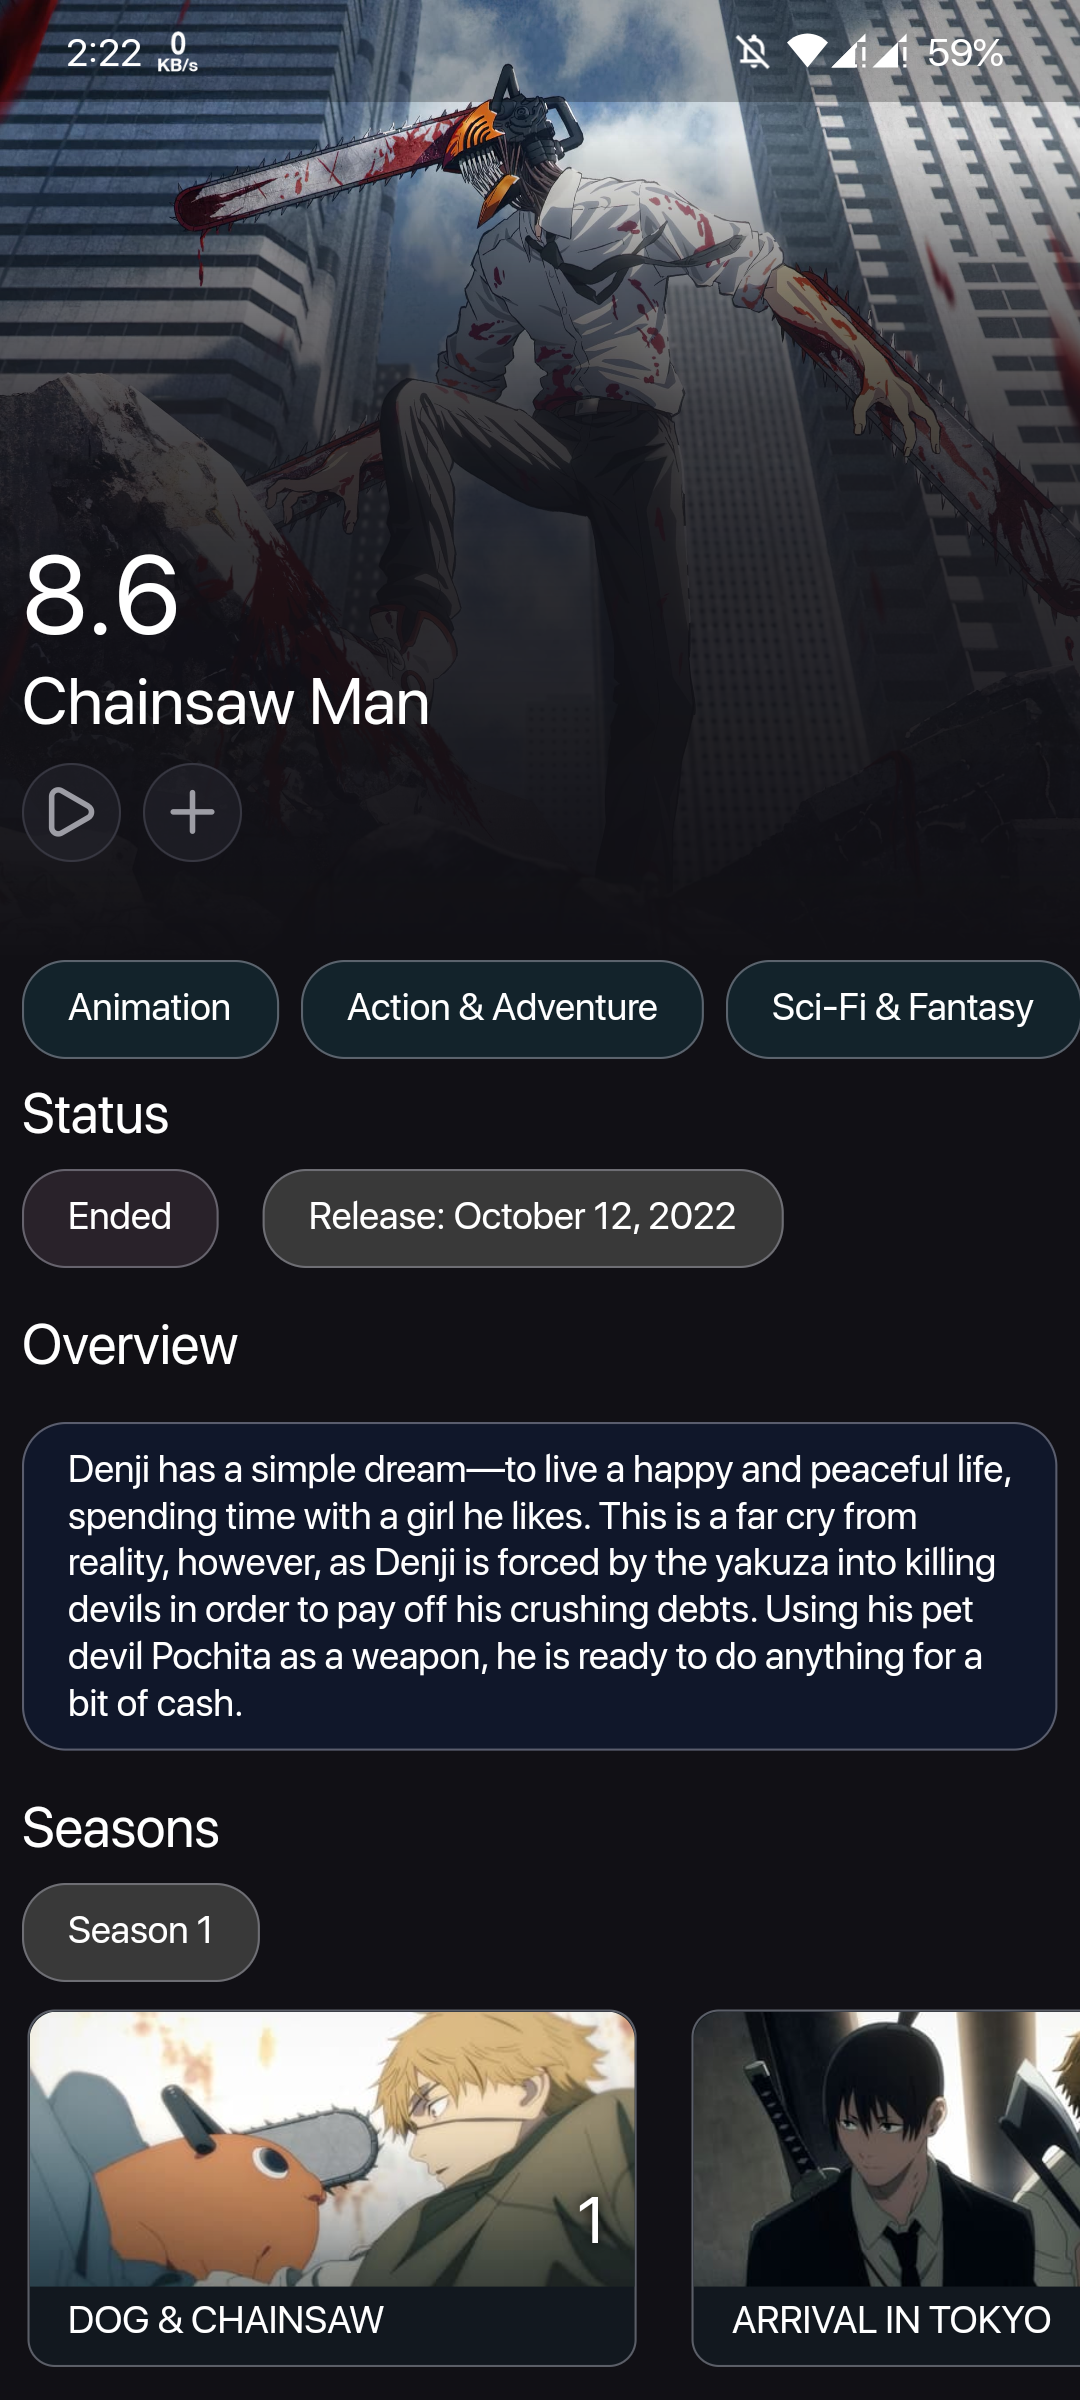 2:22 0 KB/s 59%
8.6
Chainsaw Man
Animation Action & Adventure Sci-Fi & Fantasy
Status
Ended Release: October 12, 2022
Overview
Denji has a simple dream—to live a happy and peaceful life,
spending time with a girl he likes. This is a far cry from
reality, however, as Denji is forced by the yakuza into killing
devils in order to pay off his crushing debts. Using his pet
devil Pochita as a weapon, he is ready to do anything for a
bit of cash.
Seasons
Season 1
1
DOG & CHAINSAW ARRIVAL IN TOKYO